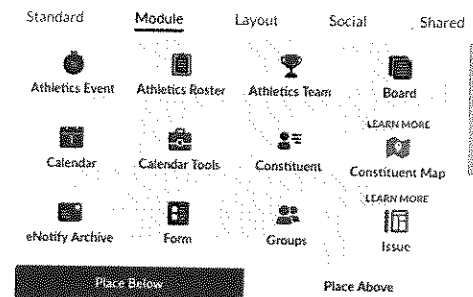 Standard Module Layout Social Shared
Athletics Event Athletics Roster Athletics Team Board
LEARN MORE
Calendar Calendar Tools Constituent Constituent Map
LEARN MORE
eNotify Archive Form Groups Issue
Place Below Place Above